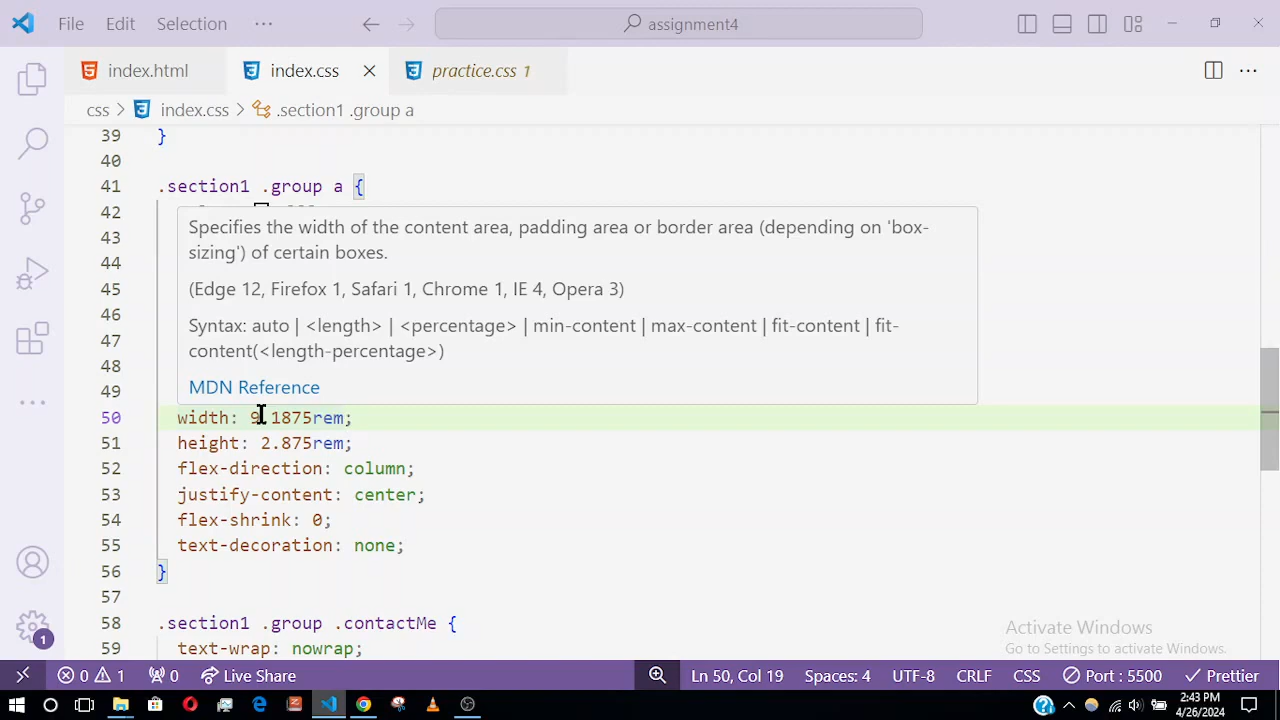 File Edit Selection ··· assignment4
index.html index.css practice.css 1
css > index.css > .section1 .group a
39 }
40
41 .section1 .group a {
42
43
44
45
46
47
48
49
Specifies the width of the content area, padding area or border area (depending on 'box-
sizing') of certain boxes.
(Edge 12, Firefox 1, Safari 1, Chrome 1, IE 4, Opera 3)
Syntax: auto | <length> | <percentage> | min-content | max-content | fit-content | fit-
content(<length-percentage>)
MDN Reference
50 width: 9.1875rem;
51 height: 2.875rem;
52 flex-direction: column;
53 justify-content: center;
54 flex-shrink: 0;
55 text-decoration: none;
56 }
57
58 .section1 .group .contactMe {
59 text-wrap: nowrap;
Activate Windows
Go to Settings to activate Windows.
1
0 1 0 Live Share Ln 50, Col 19 Spaces: 4 UTF-8 CRLF CSS Port : 5500 Prettier
2:43 PM
4/26/2024